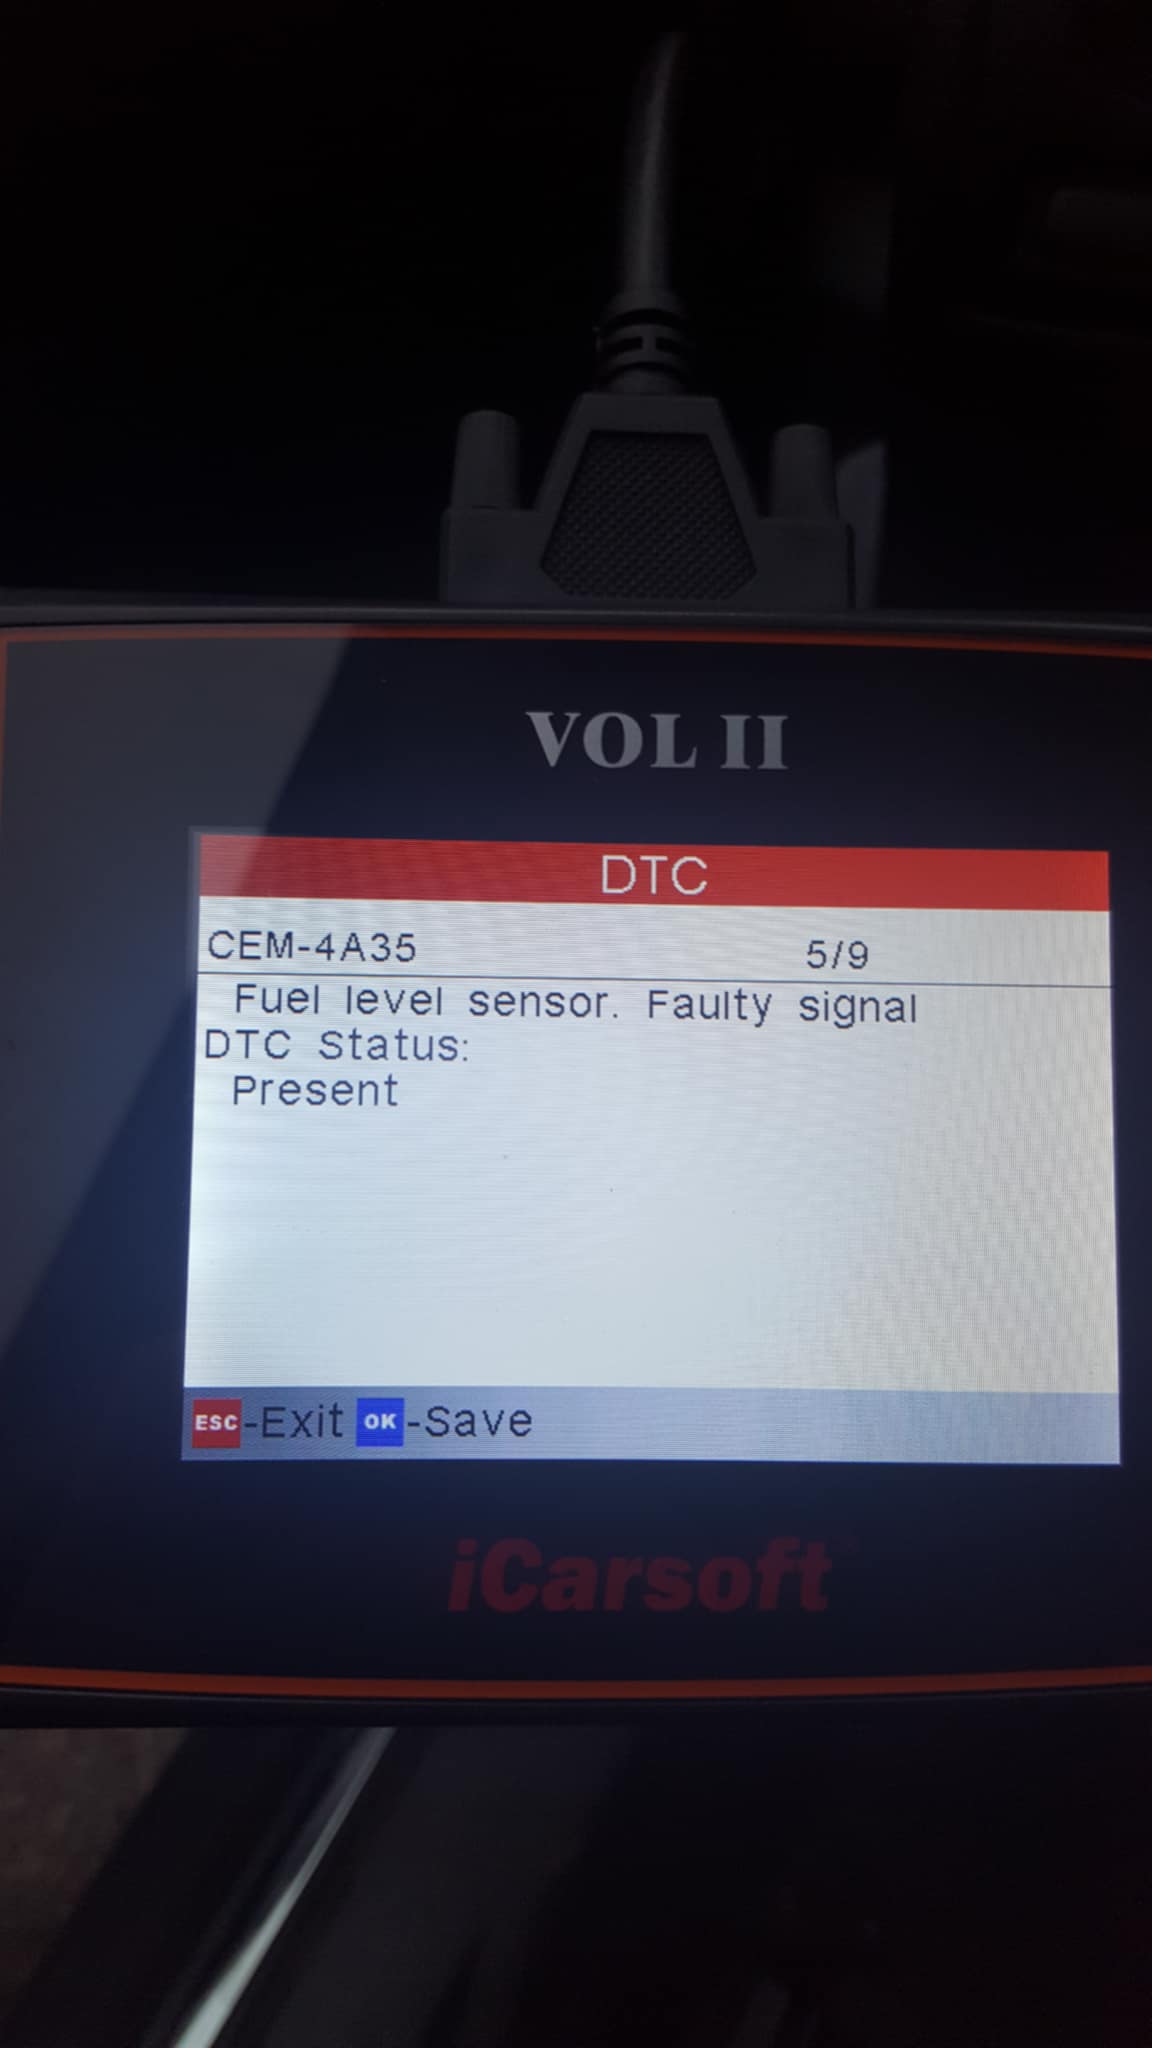 VOL II
DTC
CEM-4A35 5/9
Fuel level sensor. Faulty signal
DTC Status:
Present
ESC-Exit OK-Save
iCarsoft